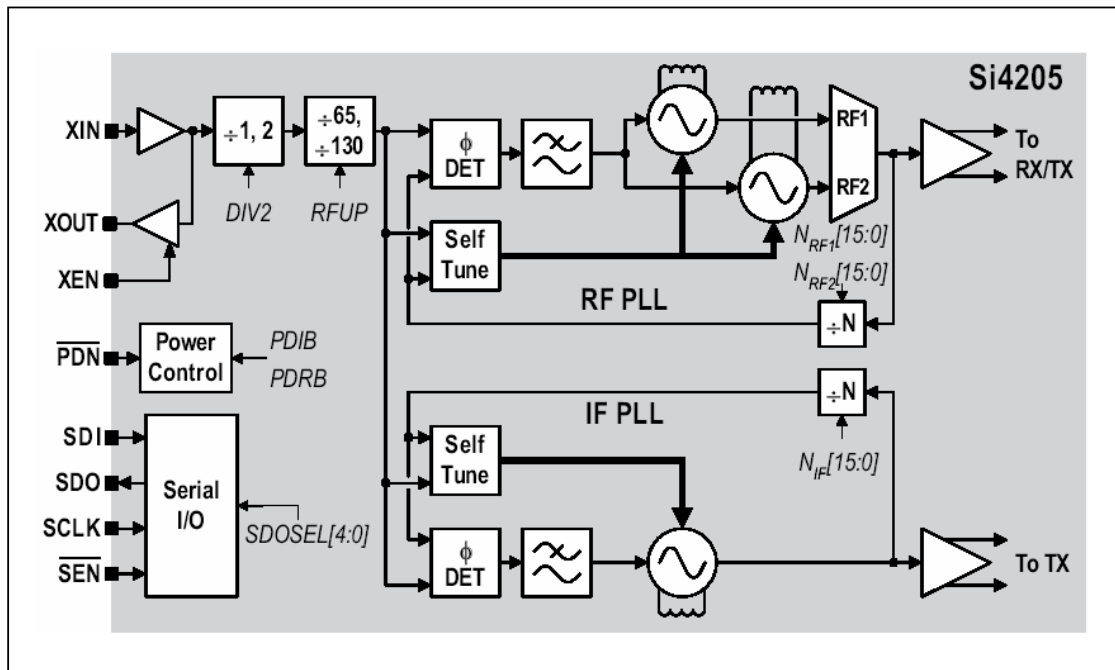 Si4205
XIN
÷1, 2
÷65,
÷130
ϕ
DET
RF1
RF2
To
RX/TX
DIV2
RFUP
XOUT
XEN
Self
Tune
N_RF1[15:0]
N_RF2[15:0]
RF PLL
÷N
PDN
Power
Control
PDIB
PDRB
÷N
IF PLL
N_IF[15:0]
Self
Tune
SDI
SDO
SCLK
SEN
Serial
I/O
SDOSEL[4:0]
ϕ
DET
To TX